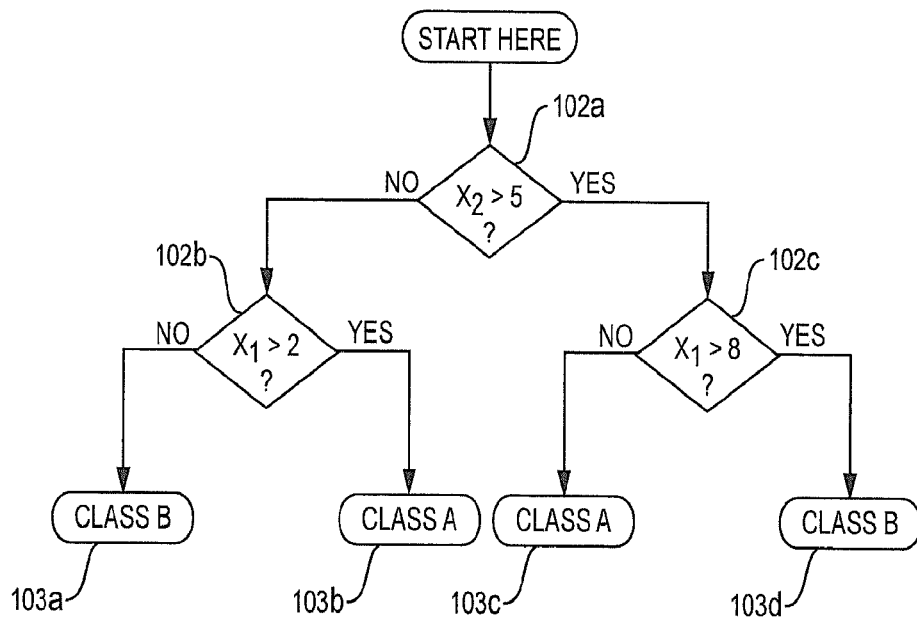 START HERE
102a
NO
X2 > 5
?
YES
102b
NO
X1 > 2
?
YES
102c
NO
X1 > 8
?
YES
CLASS B
CLASS A
CLASS A
CLASS B
103a
103b
103c
103d